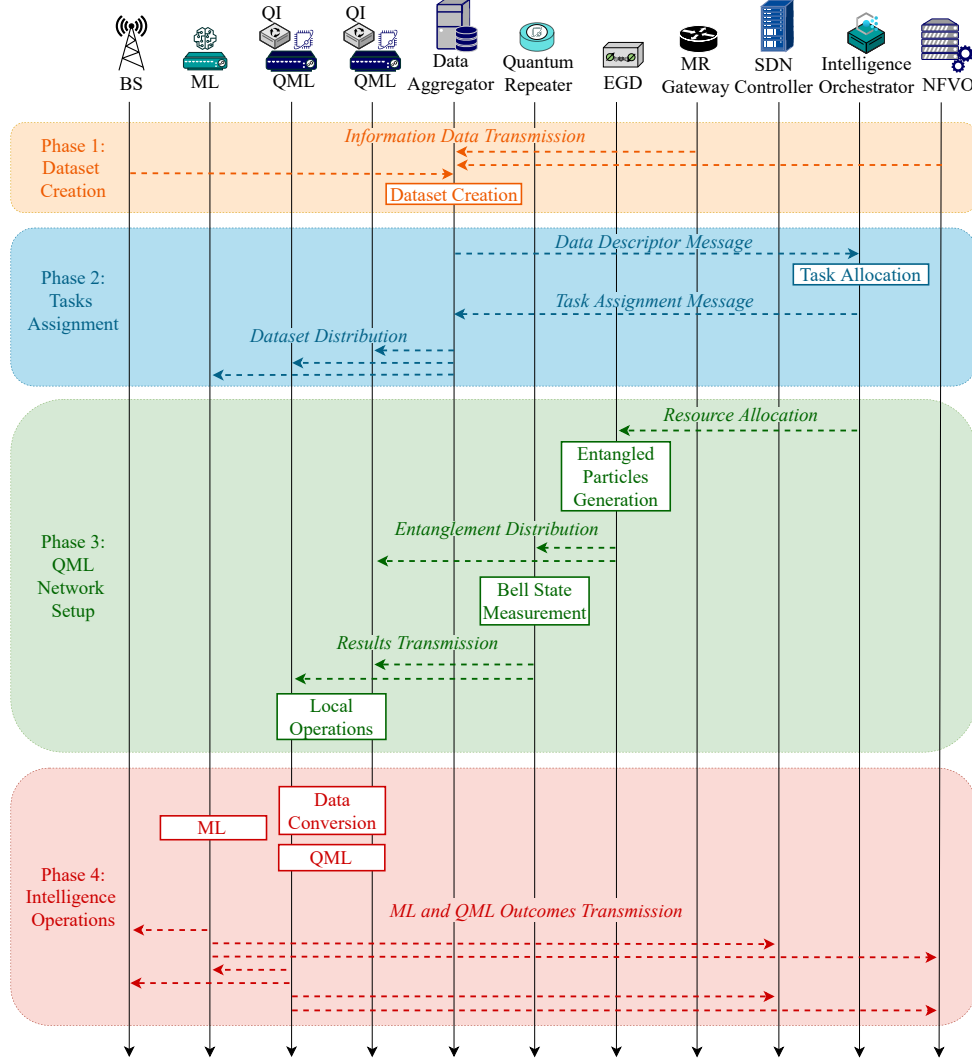 QI
QI
BS
ML
QML
QML
Data
Aggregator
Quantum
Repeater
EGD
MR
Gateway
SDN
Controller
Intelligence
Orchestrator
NFVO
Phase 1:
Dataset
Creation
Information Data Transmission
Dataset Creation
Phase 2:
Tasks
Assignment
Data Descriptor Message
Task Allocation
Task Assignment Message
Dataset Distribution
Phase 3:
QML
Network
Setup
Resource Allocation
Entangled
Particles
Generation
Entanglement Distribution
Bell State
Measurement
Results Transmission
Local
Operations
Phase 4:
Intelligence
Operations
Data
Conversion
ML
QML
ML and QML Outcomes Transmission